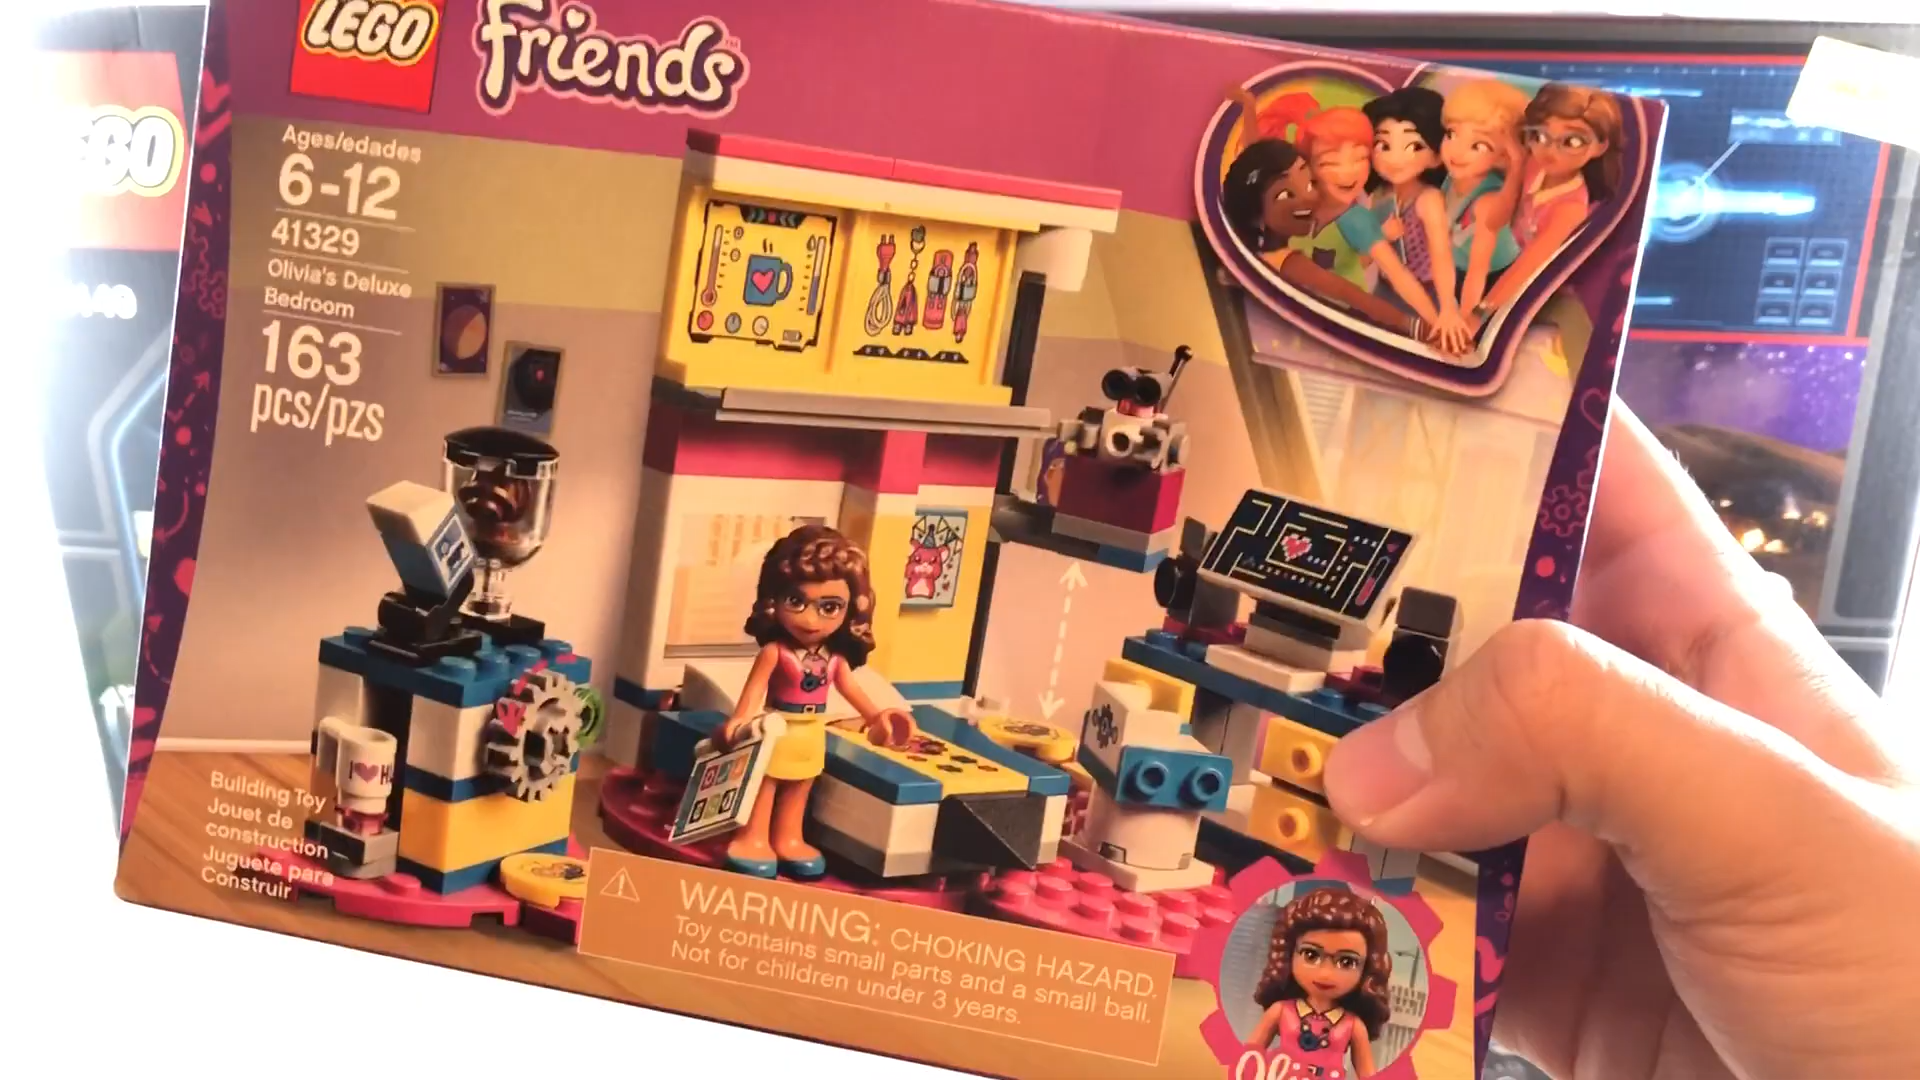 LEGO
Friends™
Ages/edades
6-12
41329
Olivia's Deluxe
Bedroom
163
pcs/pzs
Building Toy
Jouet de
construction
Juguete para
Construir
WARNING: CHOKING HAZARD.
Toy contains small parts and a small ball.
Not for children under 3 years.